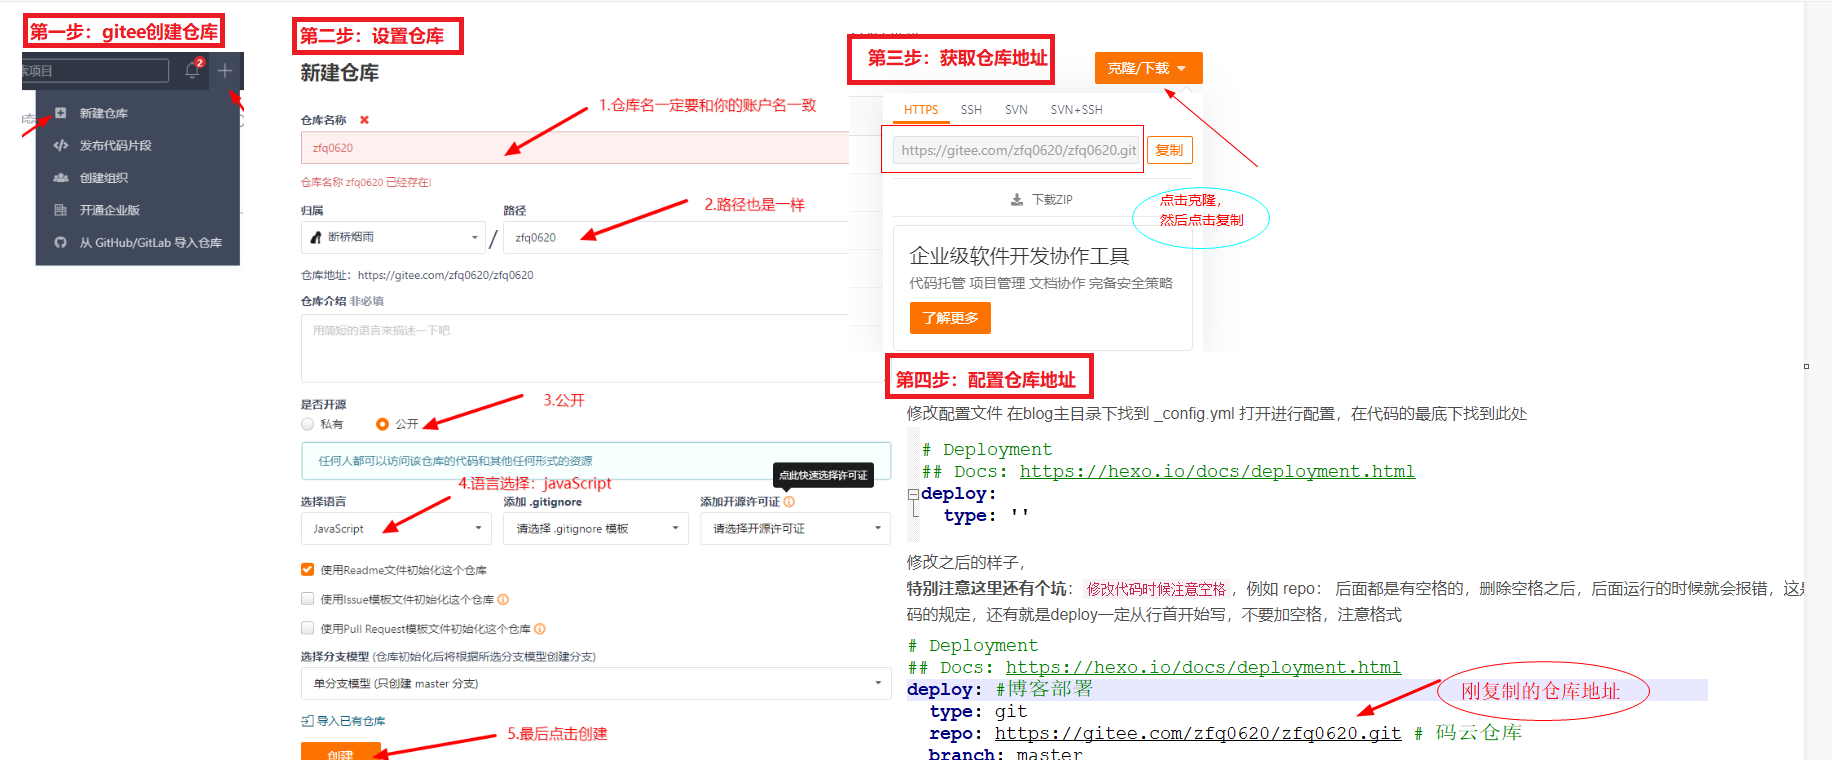 第一步：gitee创建仓库
索项目
2
新建仓库
发布代码片段
创建组织
开通企业版
从 GitHub/GitLab 导入仓库
第二步：设置仓库
新建仓库
1.仓库名一定要和你的账户名一致
仓库名称 ✖
zfq0620
仓库名称 zfq0620 已经存在!
归属
路径
2.路径也是一样
断桥烟雨
/
zfq0620
仓库地址：https://gitee.com/zfq0620/zfq0620
仓库介绍 非必填
用简短的语言来描述一下吧
是否开源
3.公开
私有
公开
任何人都可以访问该仓库的代码和其他任何形式的资源
点此快速选择许可证
4.语言选择：javaScript
选择语言
添加 .gitignore
添加开源许可证
JavaScript
请选择 .gitignore 模板
请选择开源许可证
使用Readme文件初始化这个仓库
使用Issue模板文件初始化这个仓库
使用Pull Request模板文件初始化这个仓库
选择分支模型 (仓库初始化后将根据所选分支模型创建分支)
单分支模型 (只创建 master 分支)
导入已有仓库
5.最后点击创建
创建
第三步：获取仓库地址
克隆/下载
HTTPS SSH SVN SVN+SSH
https://gitee.com/zfq0620/zfq0620.git
复制
下载ZIP
点击克隆，
然后点击复制
企业级软件开发协作工具
代码托管 项目管理 文档协作 完备安全策略
了解更多
第四步：配置仓库地址
修改配置文件 在blog主目录下找到 _config.yml 打开进行配置，在代码的最底下找到此处
# Deployment
## Docs: https://hexo.io/docs/deployment.html
deploy:
type: ''
修改之后的样子，
特别注意这里还有个坑：修改代码时候注意空格，例如 repo： 后面都是有空格的，删除空格之后，后面运行的时候就会报错，这是
码的规定，还有就是deploy一定从行首开始写，不要加空格，注意格式
# Deployment
## Docs: https://hexo.io/docs/deployment.html
deploy: #博客部署
刚复制的仓库地址
type: git
repo: https://gitee.com/zfq0620/zfq0620.git # 码云仓库
branch: master